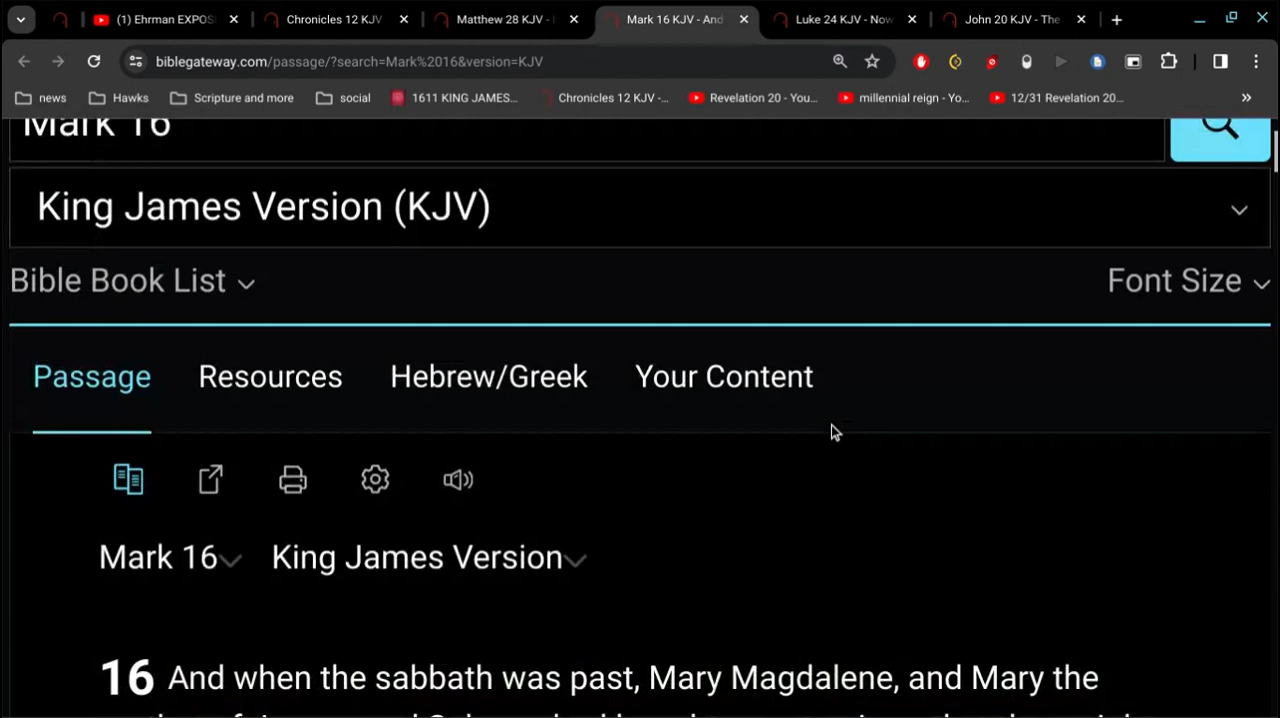 (1) Ehrman EXPOS
Chronicles 12 KJV
Matthew 28 KJV -
Mark 16 KJV - And
Luke 24 KJV - Now
John 20 KJV - The
biblegateway.com/passage/?search=Mark%2016&version=KJV
news
Hawks
Scripture and more
social
1611 KING JAMES...
Chronicles 12 KJV -...
Revelation 20 - You...
millennial reign - Yo...
12/31 Revelation 20...
»
Mark 16
King James Version (KJV)
Bible Book List
Font Size
Passage
Resources
Hebrew/Greek
Your Content
Mark 16
King James Version
16 And when the sabbath was past, Mary Magdalene, and Mary the